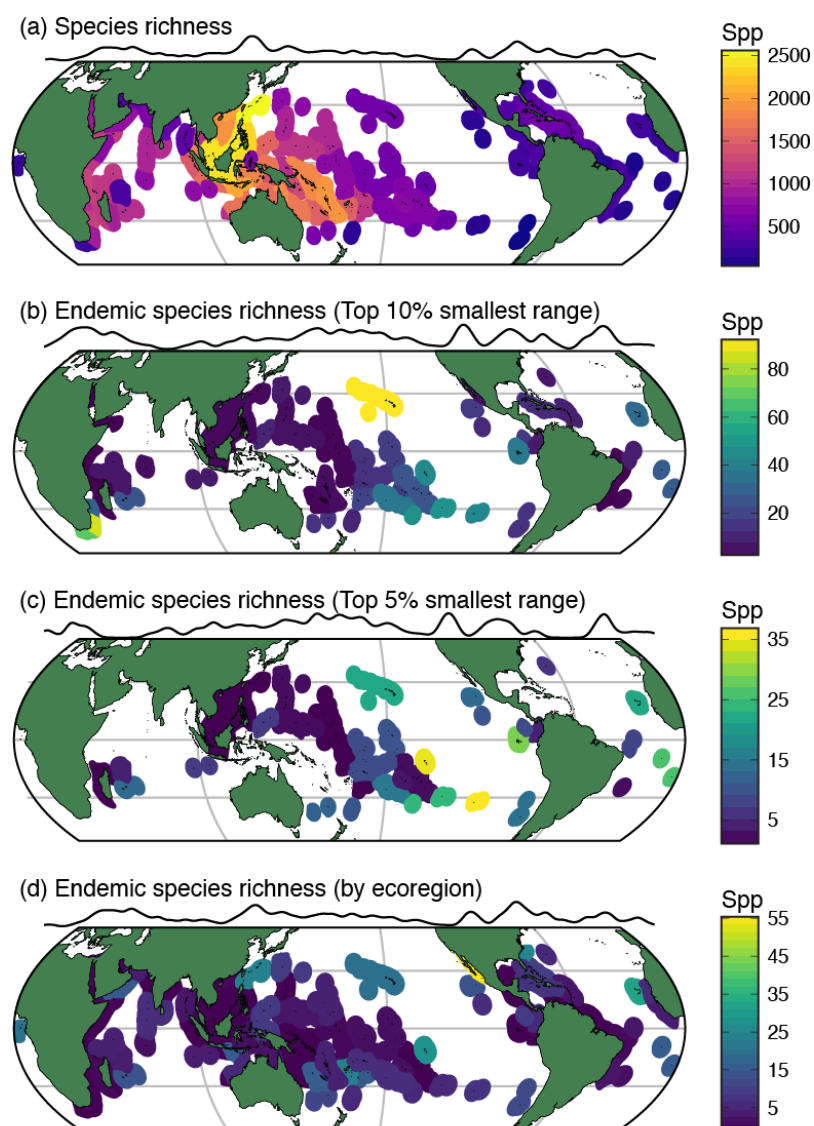 (a) Species richness
Spp
2500
2000
1500
1000
500
(b) Endemic species richness (Top 10% smallest range)
Spp
80
60
40
20
(c) Endemic species richness (Top 5% smallest range)
Spp
35
25
15
5
(d) Endemic species richness (by ecoregion)
Spp
55
45
35
25
15
5